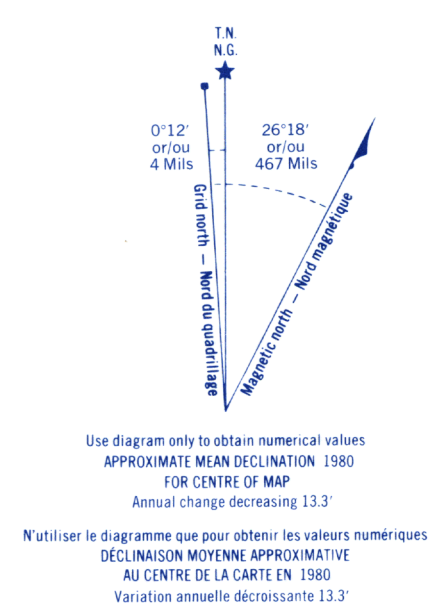 T.N.
N.G.
0°12′
or/ou
4 Mils
26°18′
or/ou
467 Mils
Grid north — Nord du quadrillage
Magnetic north — Nord magnétique
Use diagram only to obtain numerical values
APPROXIMATE MEAN DECLINATION 1980
FOR CENTRE OF MAP
Annual change decreasing 13.3′
N'utiliser le diagramme que pour obtenir les valeurs numériques
DÉCLINAISON MOYENNE APPROXIMATIVE
AU CENTRE DE LA CARTE EN 1980
Variation annuelle décroissante 13.3′